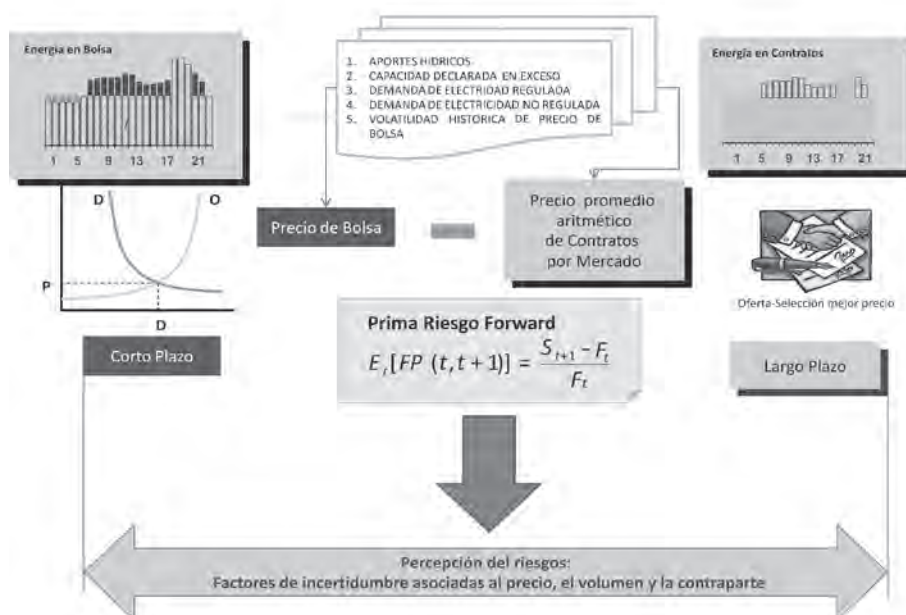 Energía en Bolsa
1 5 9 13 17 21
1. APORTES HIDRICOS
2. CAPACIDAD DECLARADA EN EXCESO
3. DEMANDA DE ELECTRIDAD REGULADA
4. DEMANDA DE ELECTRICIDAD NO REGULADA
5. VOLATILIDAD HISTÓRICA DE PRECIO DE
BOLSA
Energía en Contratos
1 5 9 13 17 21
D O
P
D
Precio de Bolsa
Precio promedio
aritmético
de Contratos
por Mercado
Oferta-Selección mejor precio
Prima Riesgo Forward
E_t[FP (t,t+1)] = (S_{t+1} − F_t) / F_t
Corto Plazo
Largo Plazo
Percepción del riesgos:
Factores de incertidumbre asociadas al precio, el volumen y la contraparte